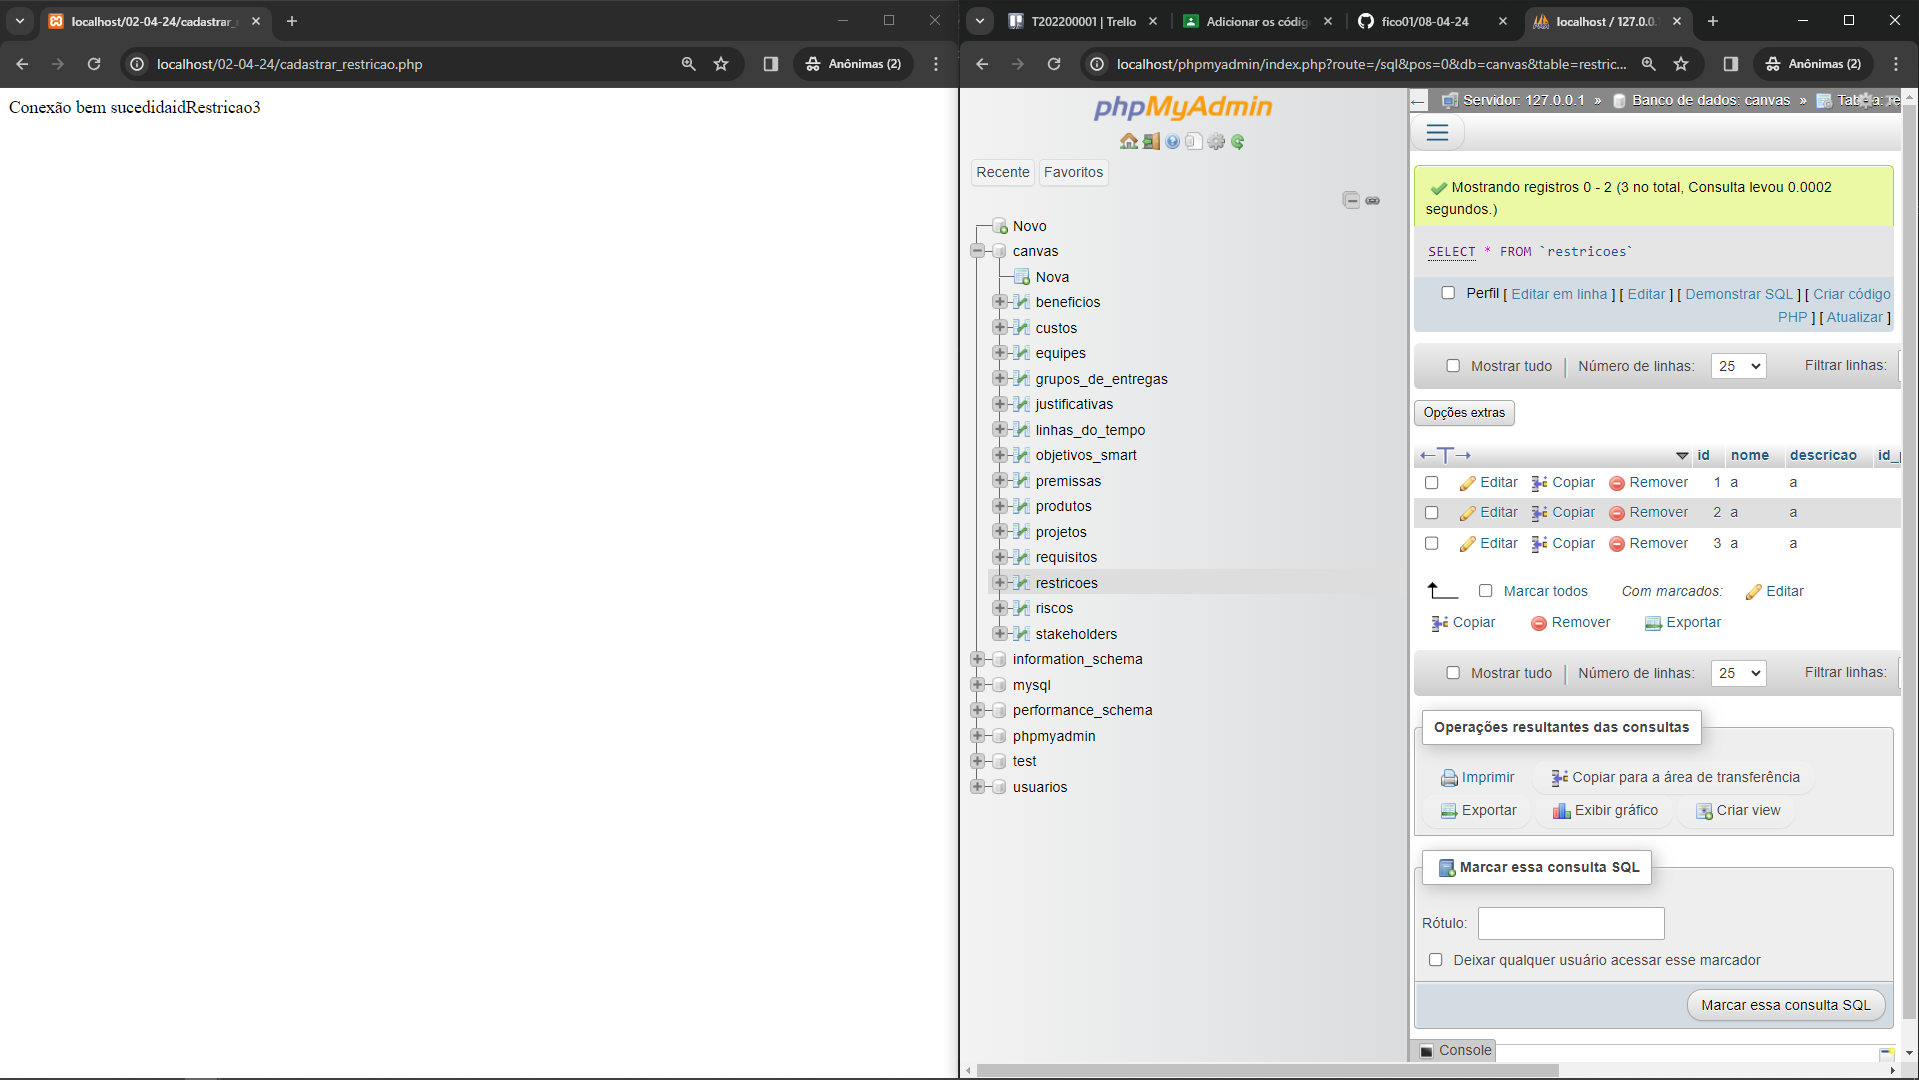 localhost/02-04-24/cadastrar_
localhost/02-04-24/cadastrar_restricao.php
Anônimas (2)
Conexão bem sucedidaidRestricao3
T202200001 | Trello
Adicionar os códig
fico01/08-04-24
localhost / 127.0.0.
localhost/phpmyadmin/index.php?route=/sql&pos=0&db=canvas&table=restric...
Anônimas (2)
phpMyAdmin
Recente
Favoritos
Novo
canvas
Nova
beneficios
custos
equipes
grupos_de_entregas
justificativas
linhas_do_tempo
objetivos_smart
premissas
produtos
projetos
requisitos
restricoes
riscos
stakeholders
information_schema
mysql
performance_schema
phpmyadmin
test
usuarios
Servidor: 127.0.0.1 » Banco de dados: canvas »
Mostrando registros 0 - 2 (3 no total, Consulta levou 0.0002
segundos.)
SELECT * FROM `restricoes`
Perfil [ Editar em linha ] [ Editar ] [ Demonstrar SQL ] [ Criar código
PHP ] [ Atualizar ]
Mostrar tudo | Número de linhas: 25 Filtrar linhas:
Opções extras
←T→ id nome descricao id_
Editar Copiar Remover 1 a a
Editar Copiar Remover 2 a a
Editar Copiar Remover 3 a a
Marcar todos Com marcados: Editar
Copiar Remover Exportar
Mostrar tudo | Número de linhas: 25 Filtrar linhas:
Operações resultantes das consultas
Imprimir Copiar para a área de transferência
Exportar Exibir gráfico Criar view
Marcar essa consulta SQL
Rótulo:
Deixar qualquer usuário acessar esse marcador
Marcar essa consulta SQL
Console